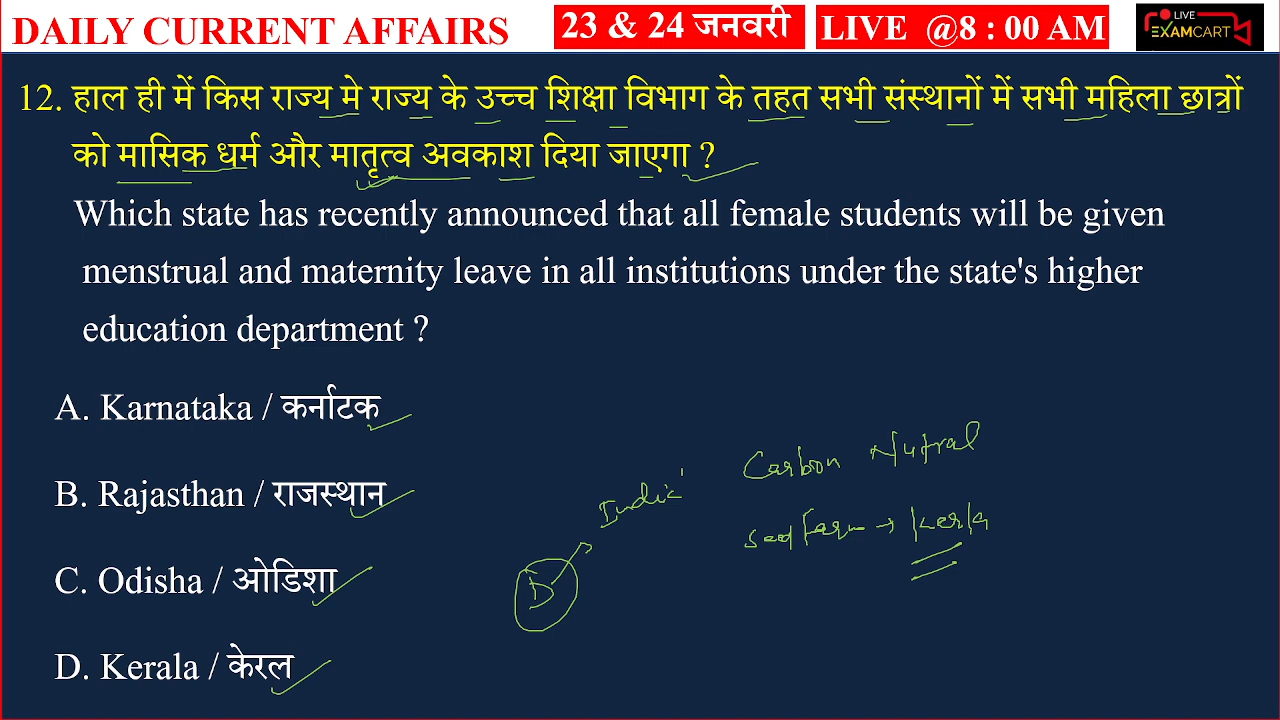 DAILY CURRENT AFFAIRS
23 & 24 जनवरी
LIVE @8 : 00 AM
LIVE
EXAMCART
12. हाल ही में किस राज्य मे राज्य के उच्च शिक्षा विभाग के तहत सभी संस्थानों में सभी महिला छात्रों
को मासिक धर्म और मातृत्व अवकाश दिया जाएगा ?
Which state has recently announced that all female students will be given
menstrual and maternity leave in all institutions under the state's higher
education department ?
A. Karnataka / कर्नाटक
B. Rajasthan / राजस्थान
C. Odisha / ओडिशा
D. Kerala / केरल
India
Carbon Nutral
Seed Farm →
D